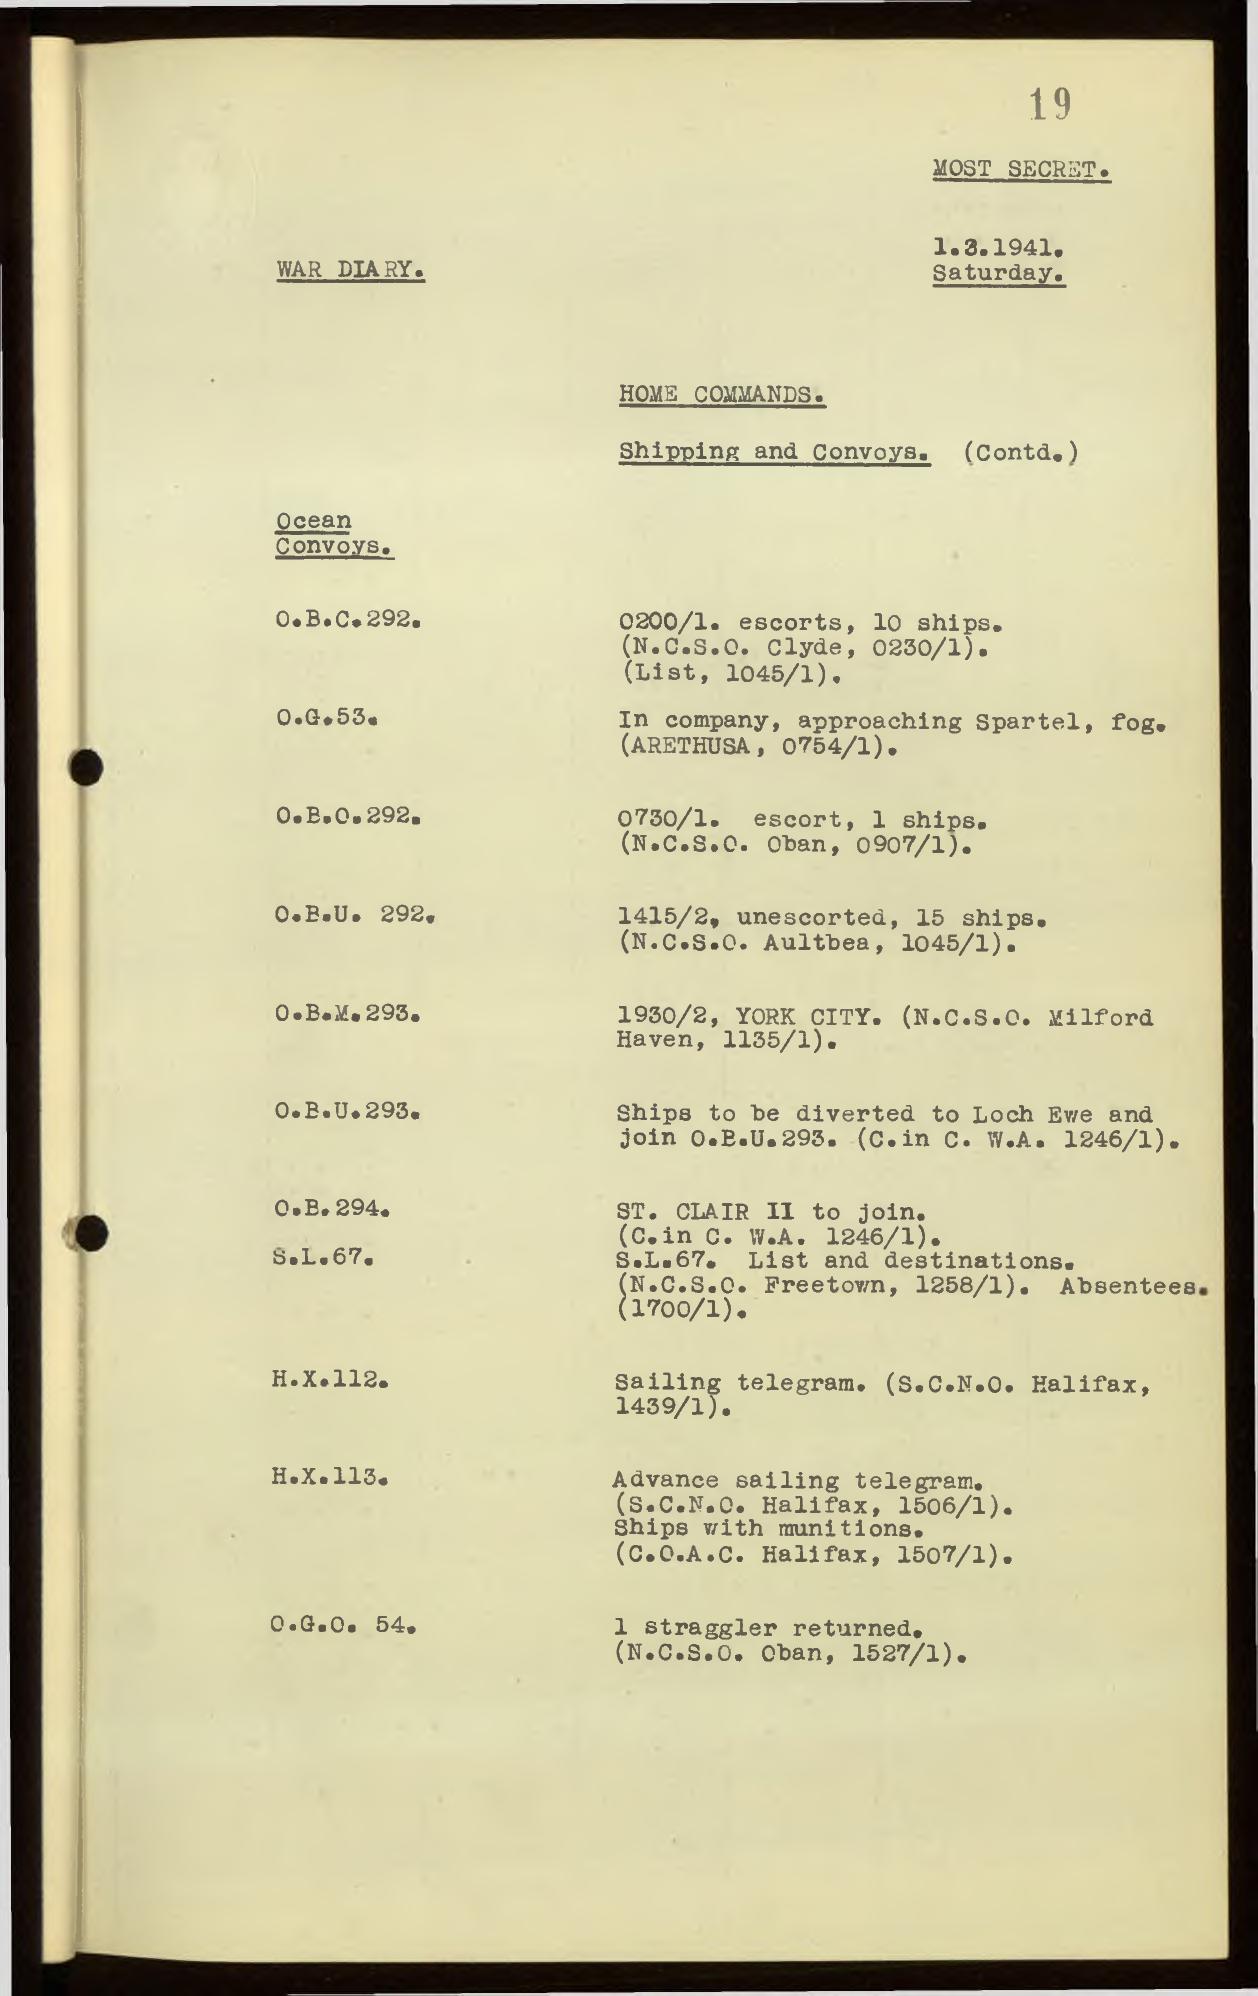 19
MOST SECRET.
1.3.1941.
Saturday.
WAR DIARY.
HOME COMMANDS.
Shipping and Convoys. (Contd.)
Ocean
Convoys.
O.B.C.292.
0200/1. escorts, 10 ships.
(N.C.S.O. Clyde, 0230/1).
(List, 1045/1).
O.G.53.
In company, approaching Spartel, fog.
(ARETHUSA, 0754/1).
O.B.O.292.
0730/1. escort, 1 ships.
(N.C.S.O. Oban, 0907/1).
O.B.U. 292.
1415/2, unescorted, 15 ships.
(N.C.S.O. Aultbea, 1045/1).
O.B.M.293.
1930/2, YORK CITY. (N.C.S.O. Milford
Haven, 1135/1).
O.B.U.293.
Ships to be diverted to Loch Ewe and
join O.B.U.293. (C.in C. W.A. 1246/1).
O.B.294.
ST. CLAIR II to join.
(C.in C. W.A. 1246/1).
S.L.67.
S.L.67. List and destinations.
(N.C.S.O. Freetown, 1258/1). Absentees.
(1700/1).
H.X.112.
Sailing telegram. (S.C.N.O. Halifax,
1439/1).
H.X.113.
Advance sailing telegram.
(S.C.N.O. Halifax, 1506/1).
Ships with munitions.
(C.O.A.C. Halifax, 1507/1).
O.G.O. 54.
1 straggler returned.
(N.C.S.O. Oban, 1527/1).